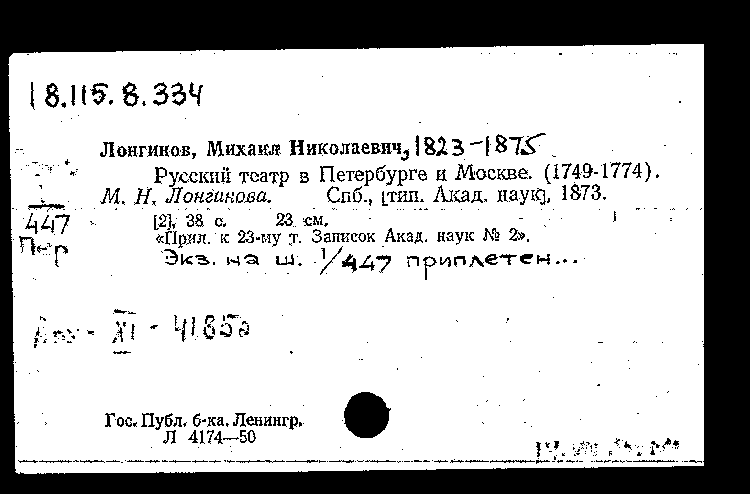 18.115.8.334
Лонгинов, Михаил Николаевич, 1823-1875
Русский театр в Петербурге и Москве. (1749-1774).
М. Н. Лонгинова. Спб., [тип. Акад. наук], 1873.
[2], 38 с. 23 см.
«Прил. к 23-му т. Записок Акад. наук № 2».
Экз. на ш. 1/447 приплетен...
1
447
Пер
XI - 41850
Гос. Публ. б-ка. Ленингр.
Л 4174—50